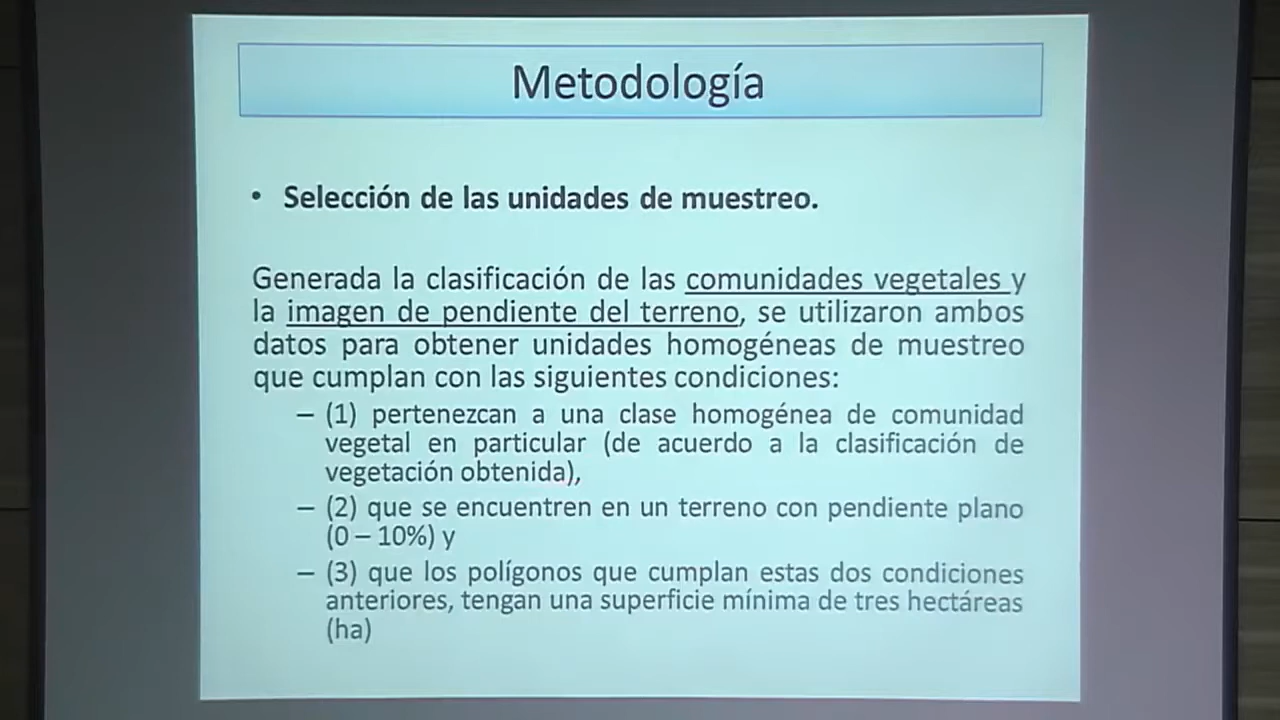 Metodología
• Selección de las unidades de muestreo.
Generada la clasificación de las comunidades vegetales y
la imagen de pendiente del terreno, se utilizaron ambos
datos para obtener unidades homogéneas de muestreo
que cumplan con las siguientes condiciones:
– (1) pertenezcan a una clase homogénea de comunidad
vegetal en particular (de acuerdo a la clasificación de
vegetación obtenida),
– (2) que se encuentren en un terreno con pendiente plano
(0 – 10%) y
– (3) que los polígonos que cumplan estas dos condiciones
anteriores, tengan una superficie mínima de tres hectáreas
(ha)